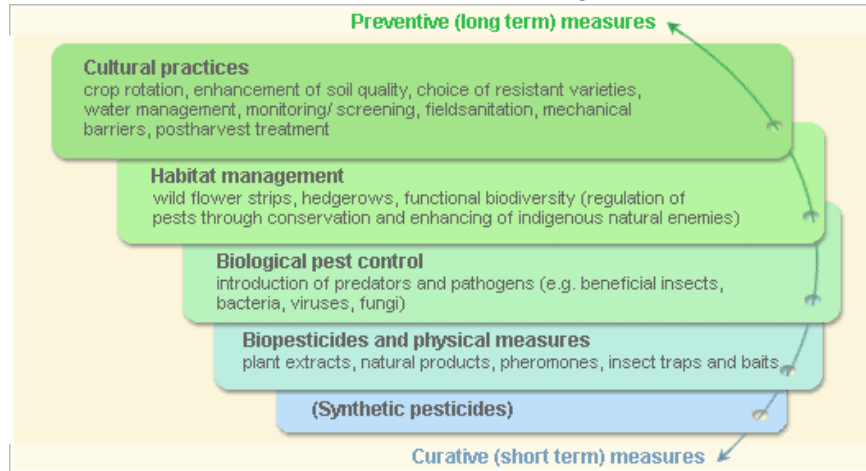 Preventive (long term) measures
Cultural practices
crop rotation, enhancement of soil quality, choice of resistant varieties,
water management, monitoring/ screening, fieldsanitation, mechanical
barriers, postharvest treatment
Habitat management
wild flower strips, hedgerows, functional biodiversity (regulation of
pests through conservation and enhancing of indigenous natural enemies)
Biological pest control
introduction of predators and pathogens (e.g. beneficial insects,
bacteria, viruses, fungi)
Biopesticides and physical measures
plant extracts, natural products, pheromones, insect traps and baits
(Synthetic pesticides)
Curative (short term) measures